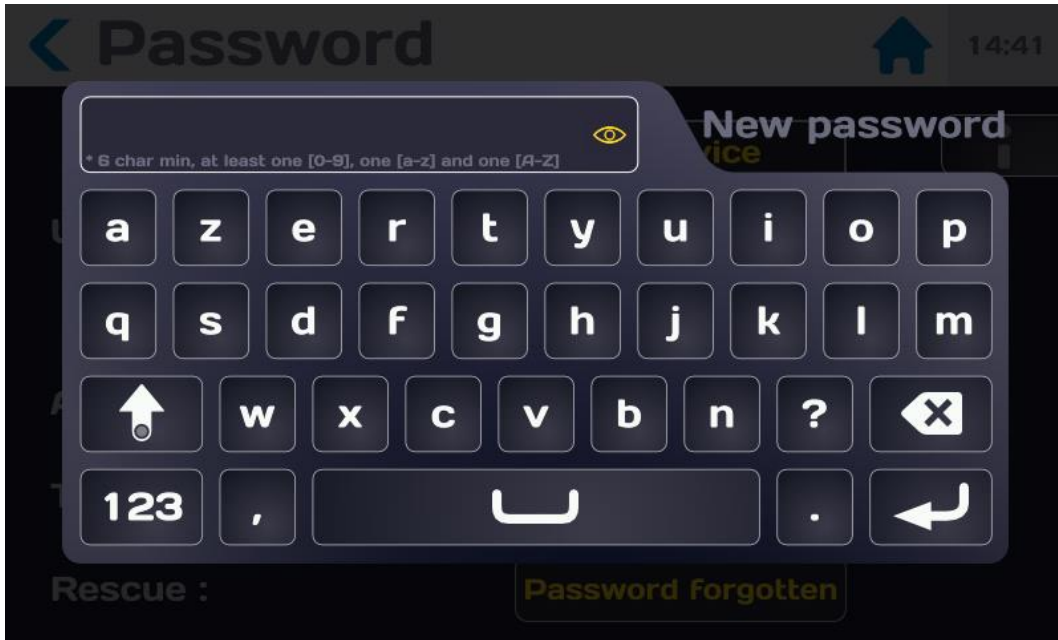 Password 14:41
New password
* 6 char min, at least one [0-9], one [a-z] and one [A-Z]
vice
a z e r t y u i o p
q s d f g h j k l m
w x c v b n ?
123 , .
Rescue : Password forgotten